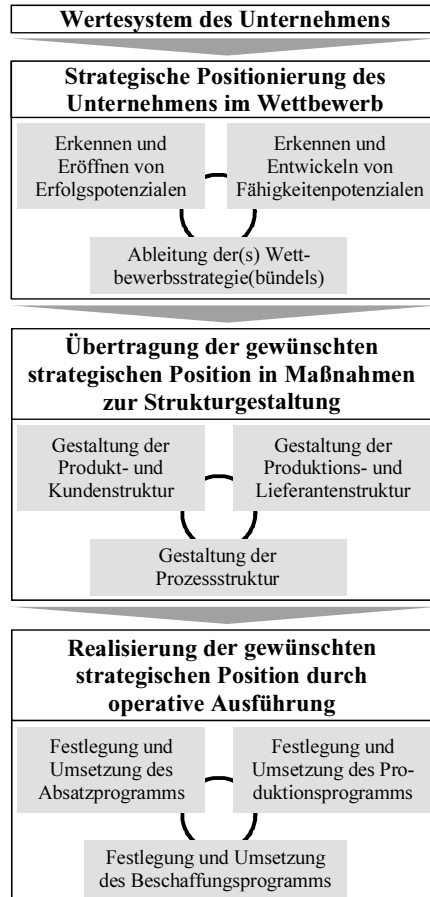 Wertesystem des Unternehmens
Strategische Positionierung des
Unternehmens im Wettbewerb
Erkennen und
Eröffnen von
Erfolgspotenzialen
Erkennen und
Entwickeln von
Fähigkeitenpotenzialen
Ableitung der(s) Wett-
bewerbsstrategie(bündels)
Übertragung der gewünschten
strategischen Position in Maßnahmen
zur Strukturgestaltung
Gestaltung der
Produkt- und
Kundenstruktur
Gestaltung der
Produktions- und
Lieferantenstruktur
Gestaltung der
Prozessstruktur
Realisierung der gewünschten
strategischen Position durch
operative Ausführung
Festlegung und
Umsetzung des
Absatzprogramms
Festlegung und
Umsetzung des Pro-
duktionsprogramms
Festlegung und Umsetzung
des Beschaffungsprogramms